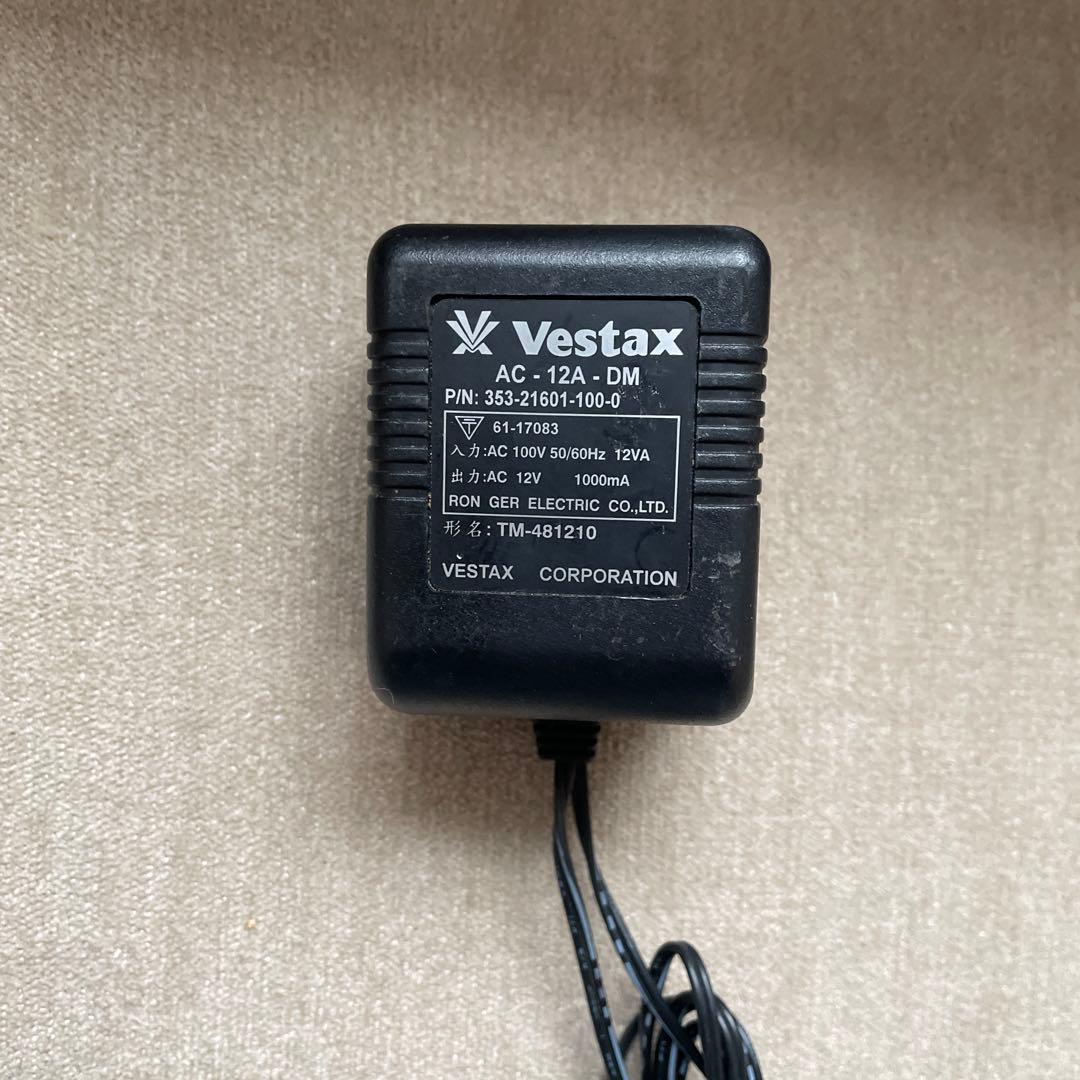 Vestax
AC - 12A - DM
P/N: 353-21601-100-0
T 61-17083
入力:AC 100V 50/60Hz 12VA
出力:AC 12V 1000mA
RON GER ELECTRIC CO.,LTD.
形名: TM-481210
VESTAX CORPORATION